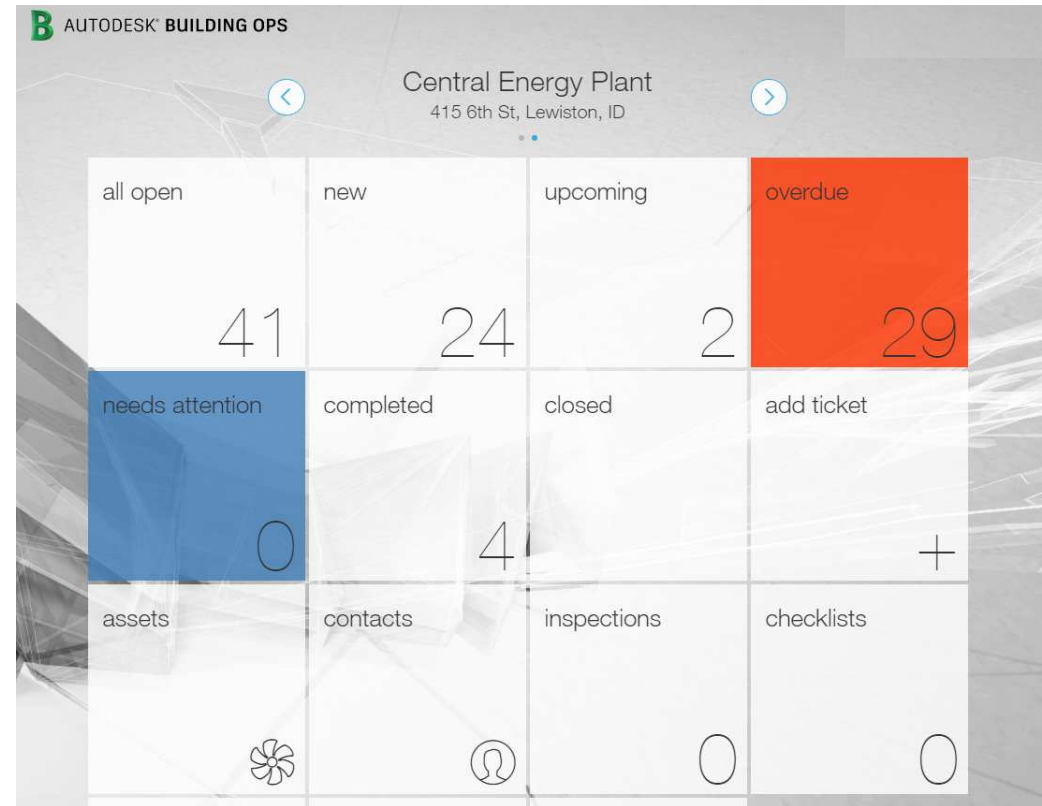 B AUTODESK® BUILDING OPS
Central Energy Plant
415 6th St, Lewiston, ID
all open
41
new
24
upcoming
2
overdue
29
needs attention
0
completed
4
closed
add ticket
+
assets
contacts
inspections
0
checklists
0